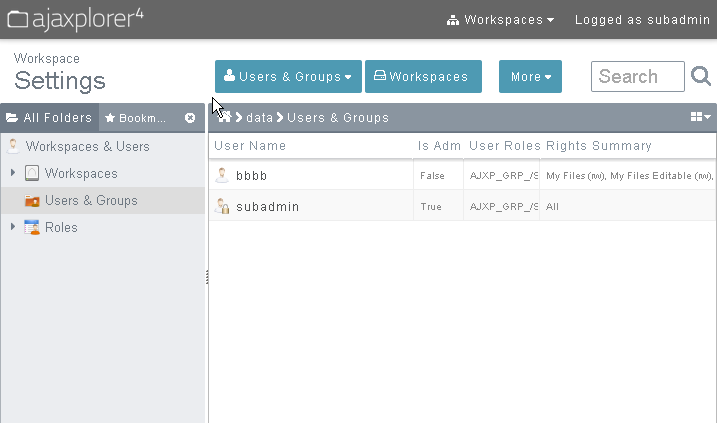 ajaxplorer4
Workspaces
Logged as subadmin
Workspace
Settings
Users & Groups
Workspaces
More
Search
All Folders
Bookm...
data
Users & Groups
Workspaces & Users
Workspaces
Users & Groups
Roles
User Name
Is Adm
User Roles
Rights Summary
bbbb
False
AJXP_GRP_/S
My Files (rw), My Files Editable (rw),
subadmin
True
AJXP_GRP_/S
All